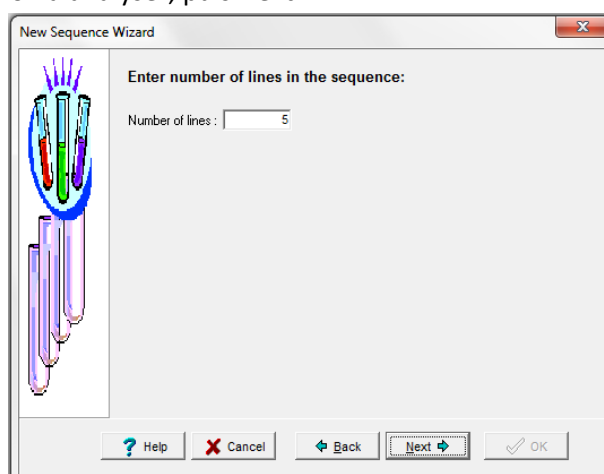 New Sequence Wizard
Enter number of lines in the sequence:
Number of lines : 5
? Help X Cancel Back Next OK